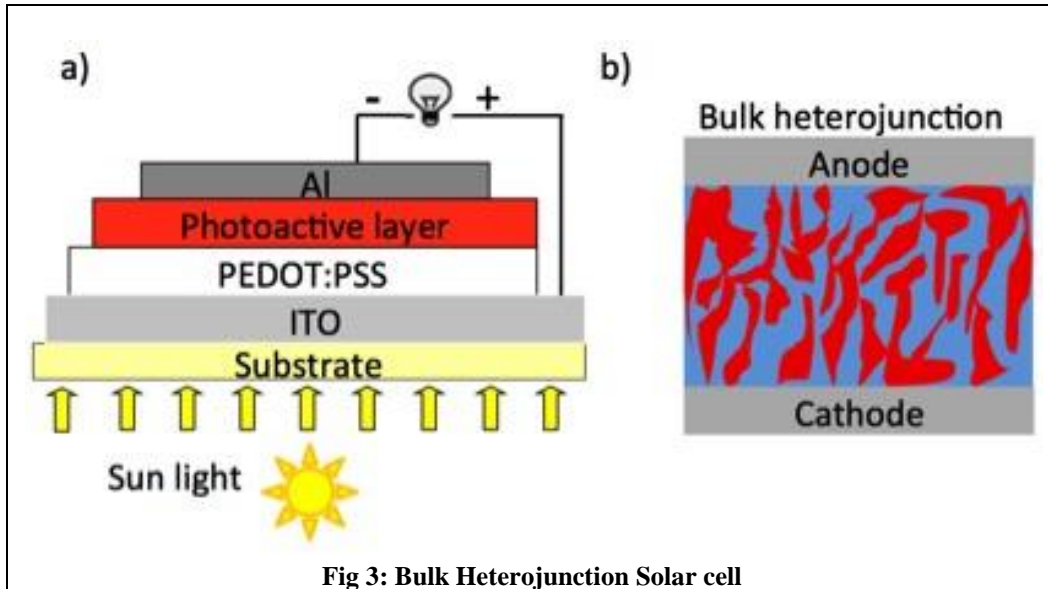 a)
- +
Al
Photoactive layer
PEDOT:PSS
ITO
Substrate
Sun light
b)
Bulk heterojunction
Anode
Cathode
Fig 3: Bulk Heterojunction Solar cell